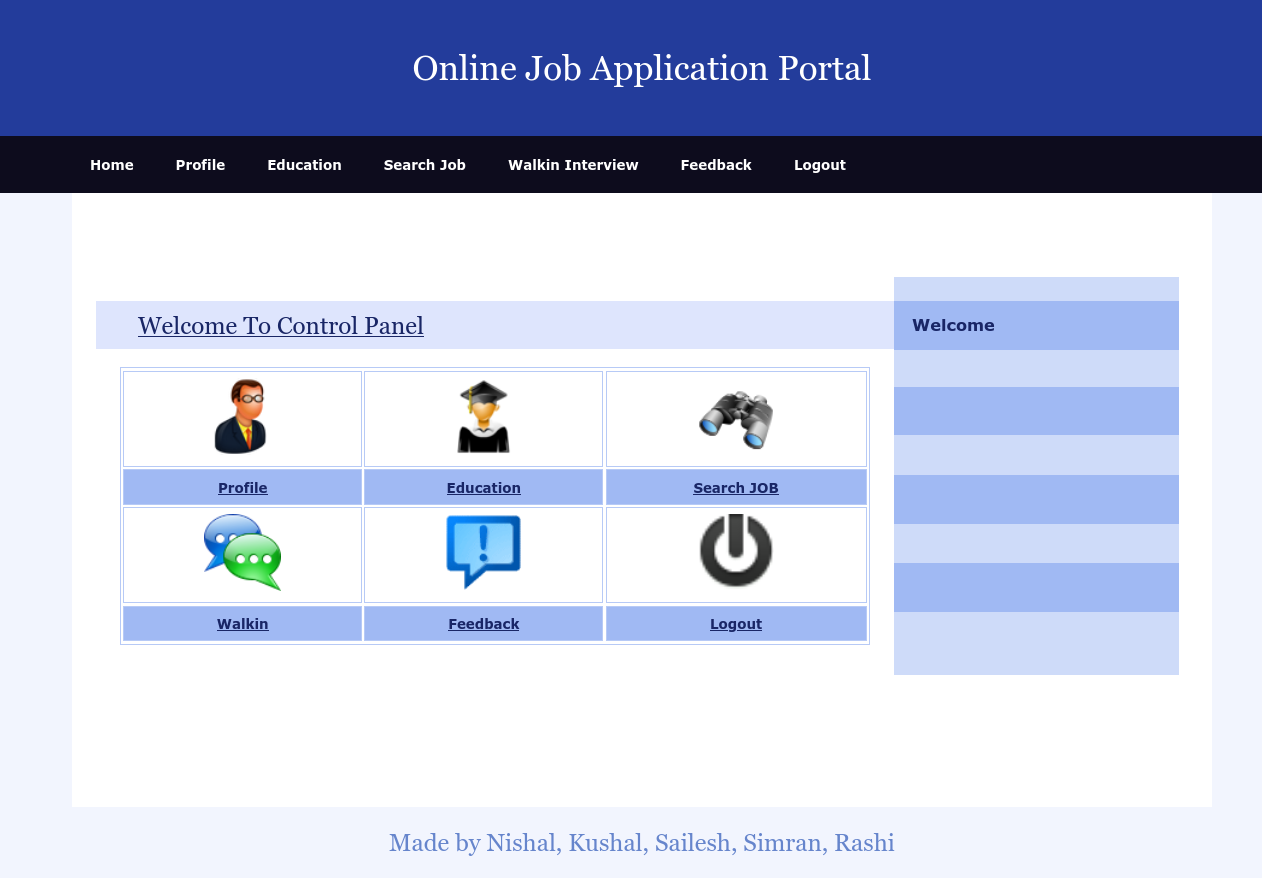 Online Job Application Portal
Home Profile Education Search Job Walkin Interview Feedback Logout
Welcome To Control Panel
Welcome
Profile Education Search JOB
Walkin Feedback Logout
Made by Nishal, Kushal, Sailesh, Simran, Rashi